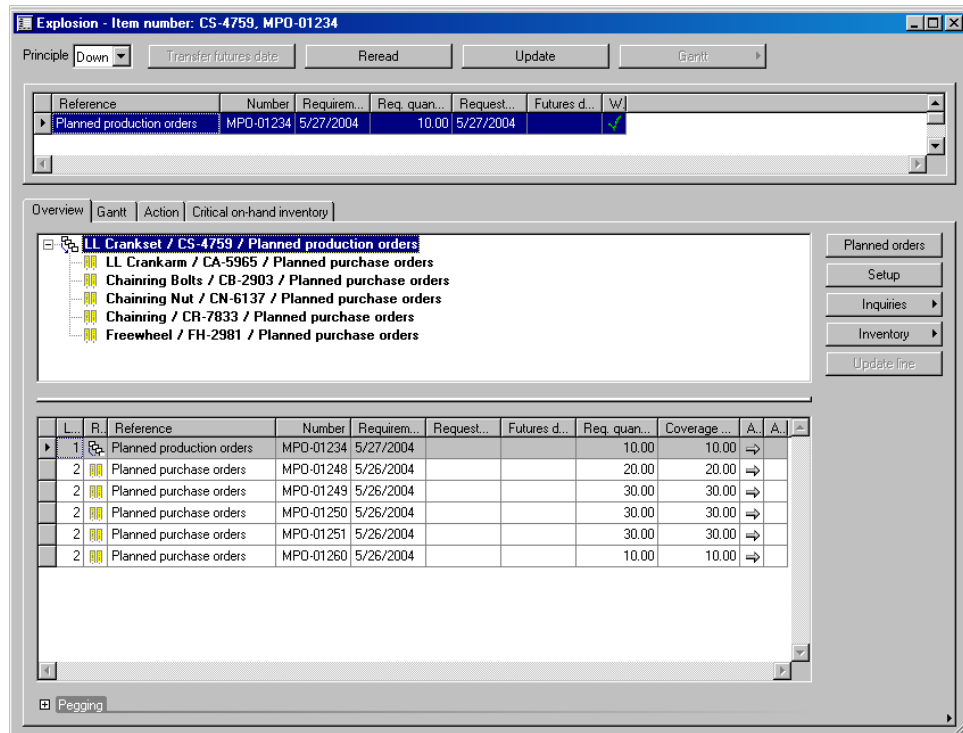 Explosion - Item number: CS-4759, MPO-01234
Principle Down Transfer futures date Reread Update Gantt
Reference Number Requirem... Req. quan... Request... Futures d... W.
Planned production orders MPO-01234 5/27/2004 10.00 5/27/2004
Overview Gantt Action Critical on-hand inventory
LL Crankset / CS-4759 / Planned production orders
LL Crankarm / CA-5965 / Planned purchase orders
Chainring Bolts / CB-2903 / Planned purchase orders
Chainring Nut / CN-6137 / Planned purchase orders
Chainring / CR-7833 / Planned purchase orders
Freewheel / FH-2981 / Planned purchase orders
Planned orders
Setup
Inquiries
Inventory
Update line
L... R. Reference Number Requirem... Request... Futures d... Req. quan... Coverage ... A.. A..
1 Planned production orders MPO-01234 5/27/2004 10.00 10.00
2 Planned purchase orders MPO-01248 5/26/2004 20.00 20.00
2 Planned purchase orders MPO-01249 5/26/2004 30.00 30.00
2 Planned purchase orders MPO-01250 5/26/2004 30.00 30.00
2 Planned purchase orders MPO-01251 5/26/2004 30.00 30.00
2 Planned purchase orders MPO-01260 5/26/2004 10.00 10.00
Pegging